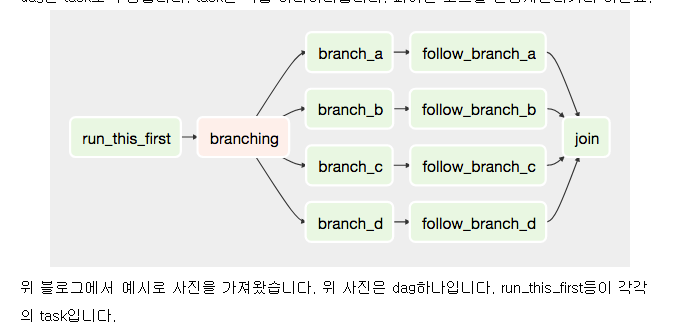 branch_a follow_branch_a
branch_b follow_branch_b
run_this_first branching join
branch_c follow_branch_c
branch_d follow_branch_d
위 블로그에서 예시로 사진을 가져왔습니다. 위 사진은 dag하나입니다. run_this_first등이 각각
의 task입니다.